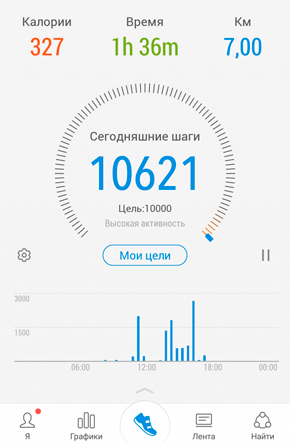 Калории Время Км
327 1h 36m 7,00
Сегодняшние шаги
10621
Цель:10000
Высокая активность
Мои цели
3000
1500
06:00 12:00 18:00 00:00
Я Графики Лента Найти